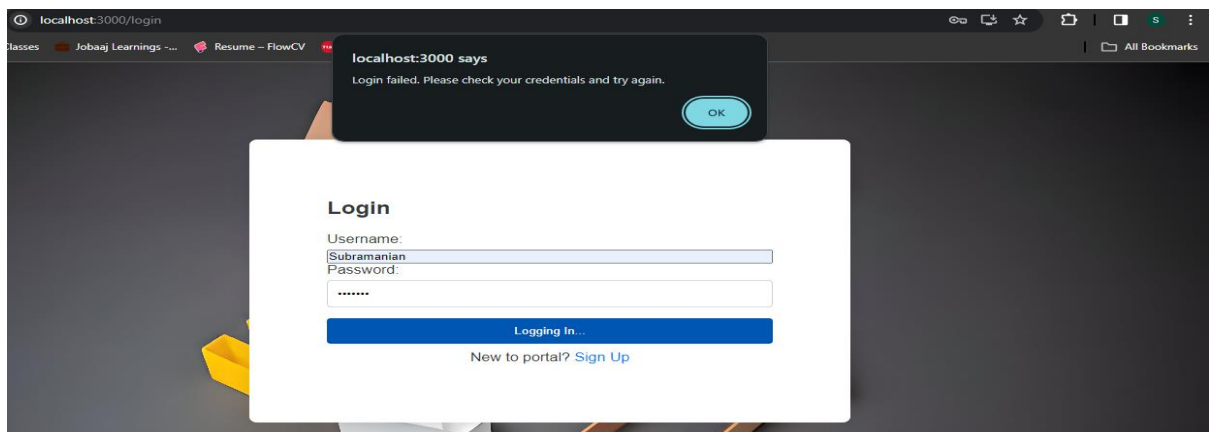 localhost:3000/login
Classes Jobaaj Learnings -... Resume – FlowCV All Bookmarks
S
localhost:3000 says
Login failed. Please check your credentials and try again.
OK
Login
Username:
Subramanian
Password:
Logging In...
New to portal? Sign Up